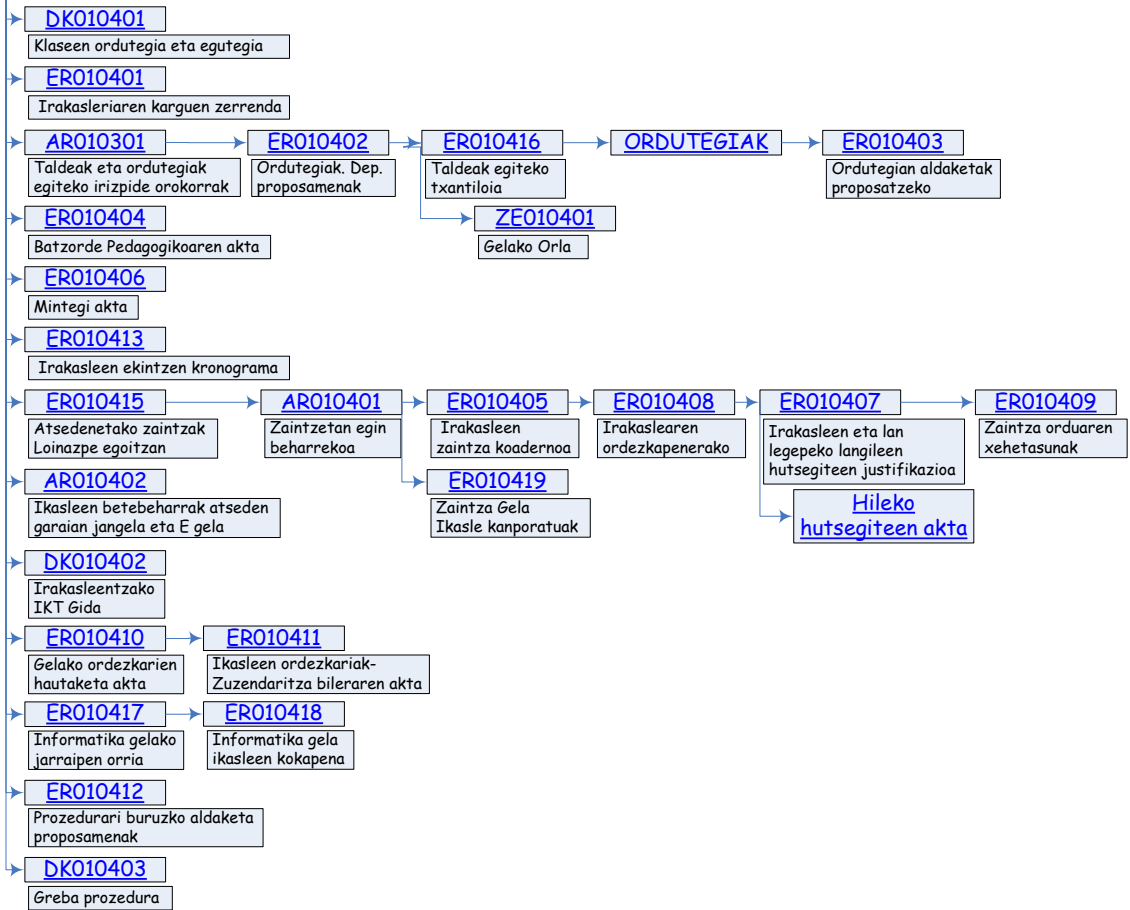 DK010401
Klaseen ordutegia eta egutegia
ER010401
Irakasleriaren karguen zerrenda
AR010301
Taldeak eta ordutegiak
egiteko irizpide orokorrak
ER010402
Ordutegiak. Dep.
proposamenak
ER010416
Taldeak egiteko
txantiloia
ORDUTEGIAK
ER010403
Ordutegian aldaketak
proposatzeko
ZE010401
Gelako Orla
ER010404
Batzorde Pedagogikoaren akta
ER010406
Mintegi akta
ER010413
Irakasleen ekintzen kronograma
ER010415
Atsedenetako zaintzak
Loinazpe egoitzan
AR010401
Zaintzetan egin
beharrekoa
ER010405
Irakasleen
zaintza koadernoa
ER010408
Irakaslearen
ordezkapenerako
ER010407
Irakasleen eta lan
legepeko langileen
hutsegiteen justifikazioa
ER010409
Zaintza orduaren
xehetasunak
ER010419
Zaintza Gela
Ikasle kanporatuak
Hileko
hutsegiteen akta
AR010402
Ikasleen betebeharrak atseden
garaian jangela eta E gela
DK010402
Irakasleentzako
IKT Gida
ER010410
Gelako ordezkarien
hautaketa akta
ER010411
Ikasleen ordezkariak-
Zuzendaritza bileraren akta
ER010417
Informatika gelako
jarraipen orria
ER010418
Informatika gela
ikasleen kokapena
ER010412
Prozedurari buruzko aldaketa
proposamenak
DK010403
Greba prozedura